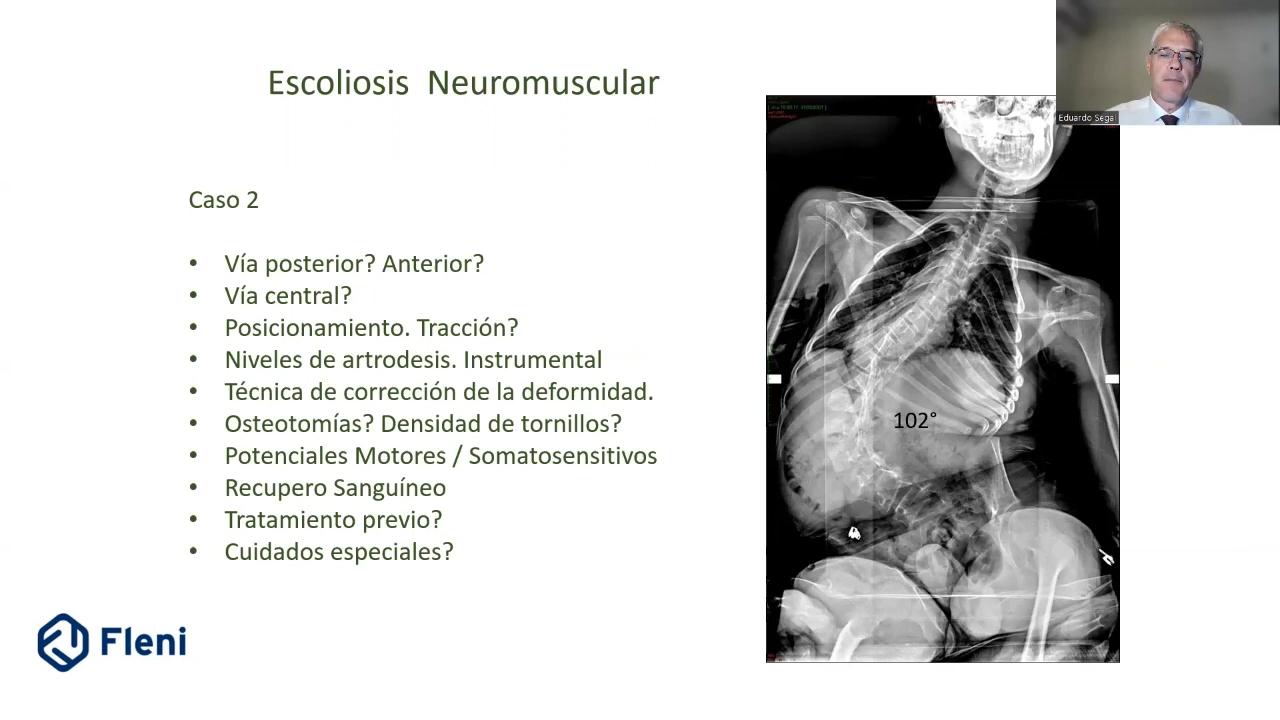 Escoliosis Neuromuscular
Eduardo Segal
Caso 2
• Vía posterior? Anterior?
• Vía central?
• Posicionamiento. Tracción?
• Niveles de artrodesis. Instrumental
• Técnica de corrección de la deformidad.
• Osteotomías? Densidad de tornillos?
• Potenciales Motores / Somatosensitivos
• Recupero Sanguíneo
• Tratamiento previo?
• Cuidados especiales?
102°
Fleni